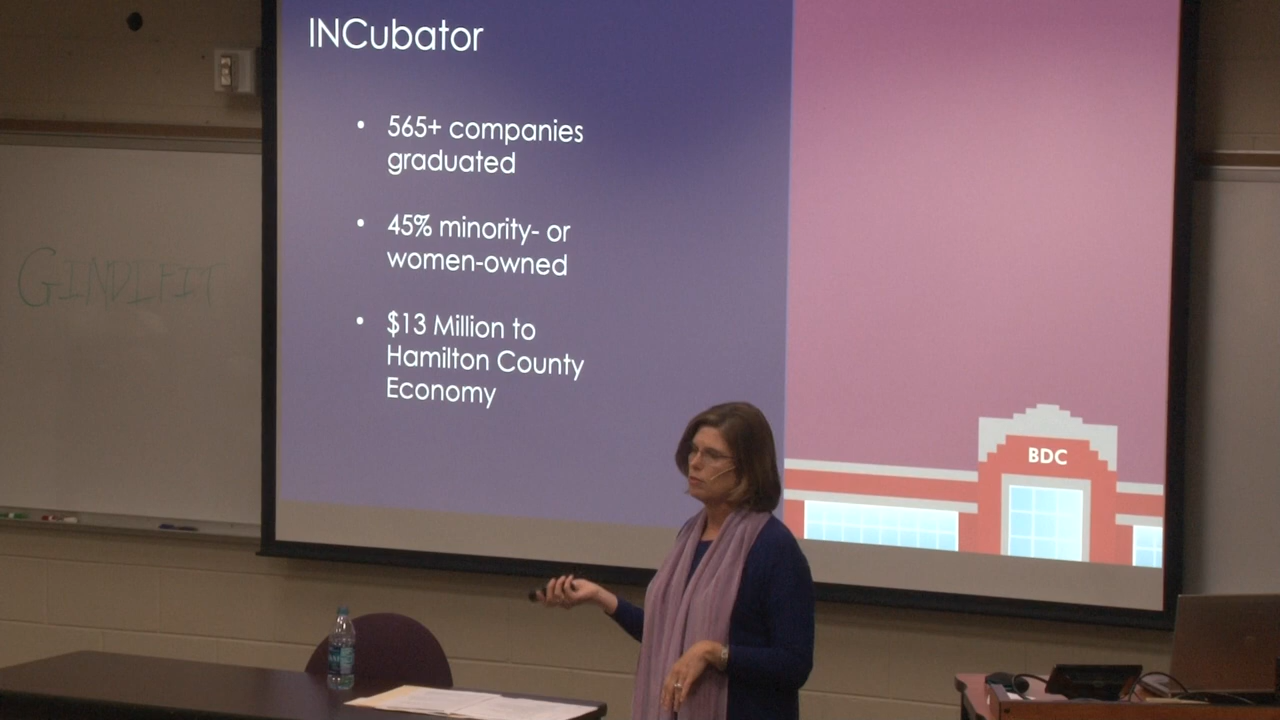 INCubator
• 565+ companies
graduated
• 45% minority- or
women-owned
• $13 Million to
Hamilton County
Economy
BDC